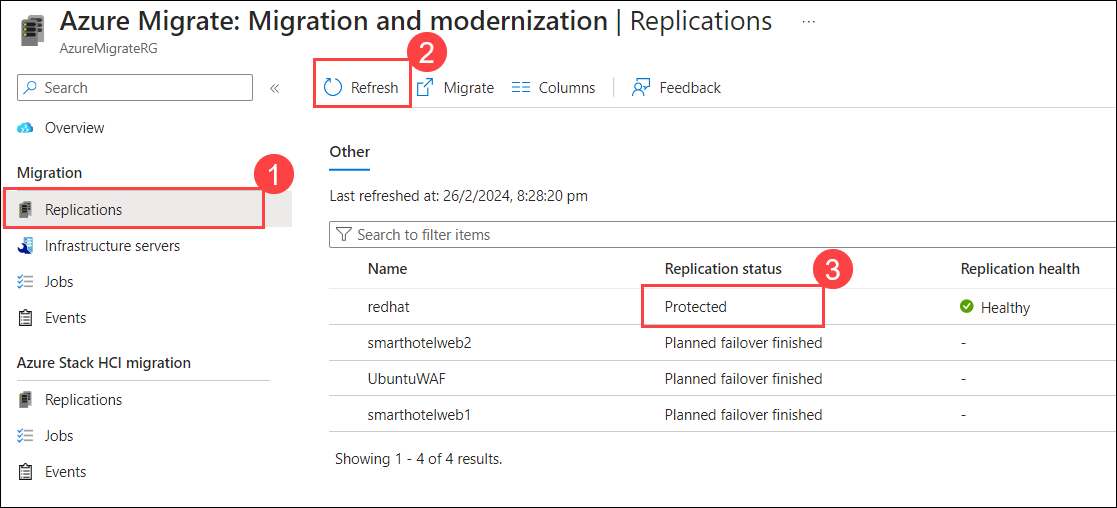 Azure Migrate: Migration and modernization | Replications ...
AzureMigrateRG
2
Search «
Refresh Migrate Columns Feedback
Overview
Other
Migration
1
Last refreshed at: 26/2/2024, 8:28:20 pm
Replications
Search to filter items
Infrastructure servers
3
Name Replication status Replication health
Jobs
redhat Protected Healthy
Events
smarthotelweb2 Planned failover finished -
Azure Stack HCI migration
UbuntuWAF Planned failover finished -
Replications
smarthotelweb1 Planned failover finished -
Jobs
Showing 1 - 4 of 4 results.
Events